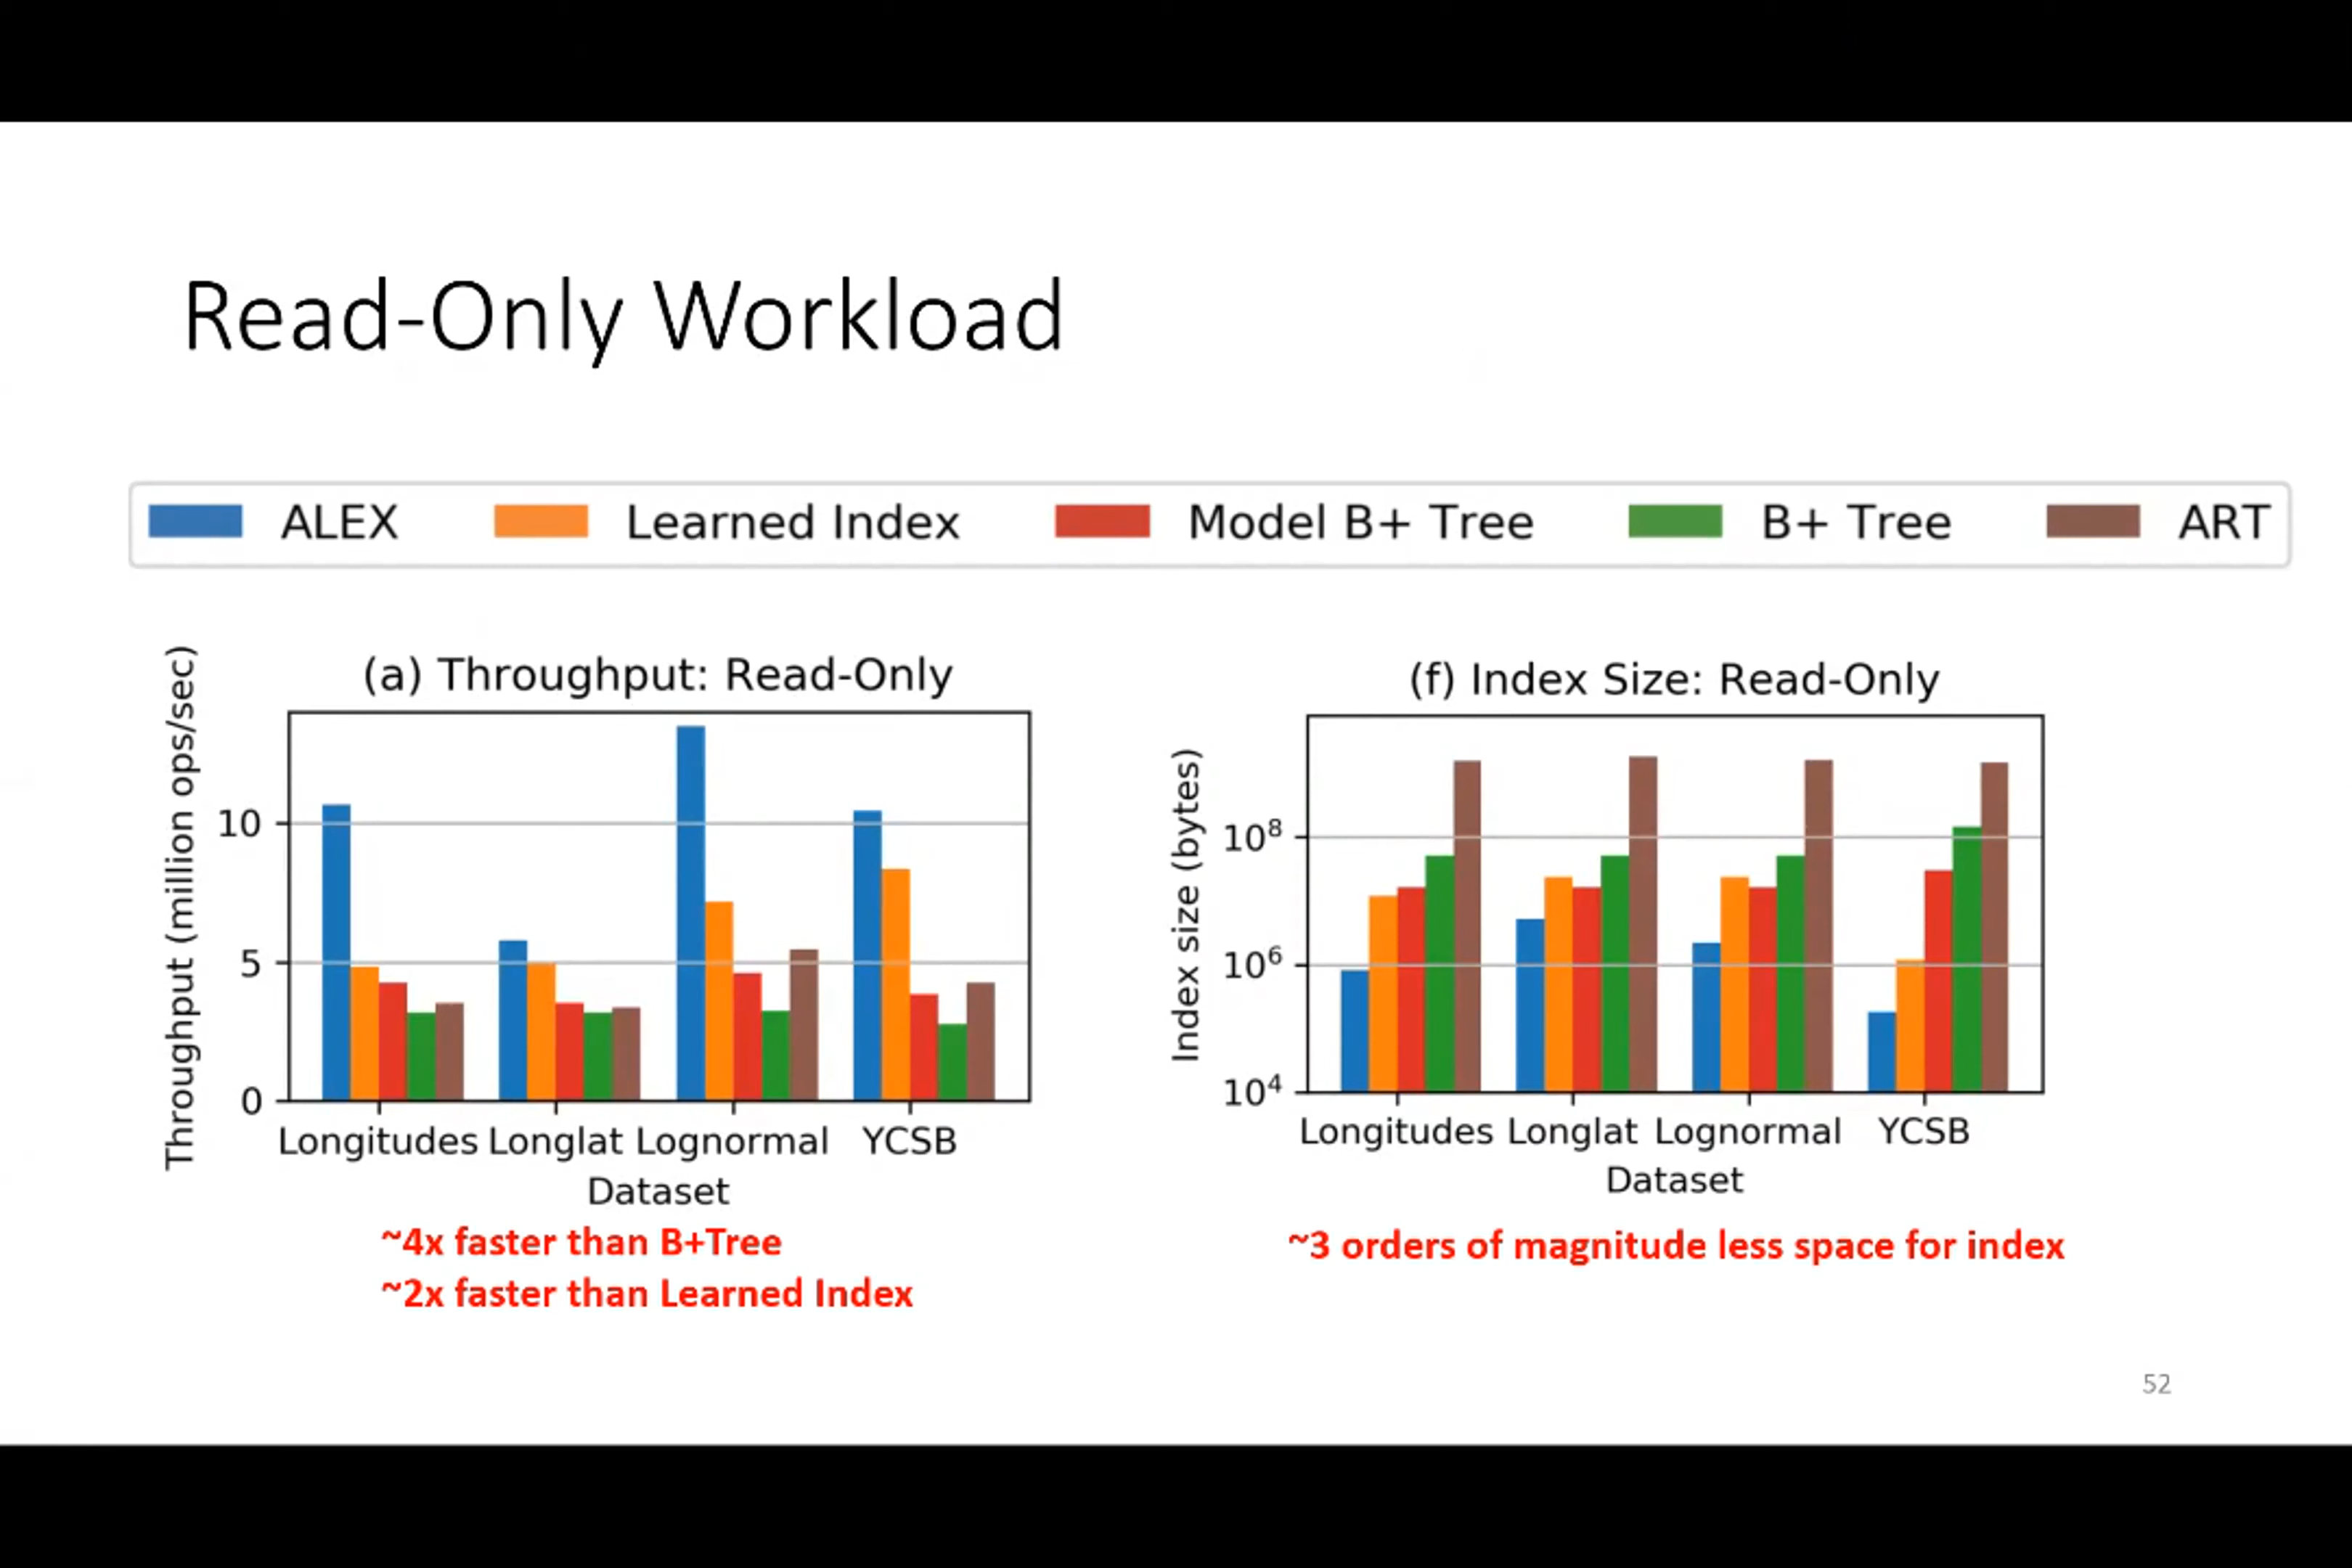 Read-Only Workload
ALEX Learned Index Model B+ Tree B+ Tree ART
(a) Throughput: Read-Only
Throughput (million ops/sec)
10
5
0
Longitudes Longlat Lognormal YCSB
Dataset
~4x faster than B+Tree
~2x faster than Learned Index
(f) Index Size: Read-Only
Index size (bytes)
10⁸
10⁶
10⁴
Longitudes Longlat Lognormal YCSB
Dataset
~3 orders of magnitude less space for index
52